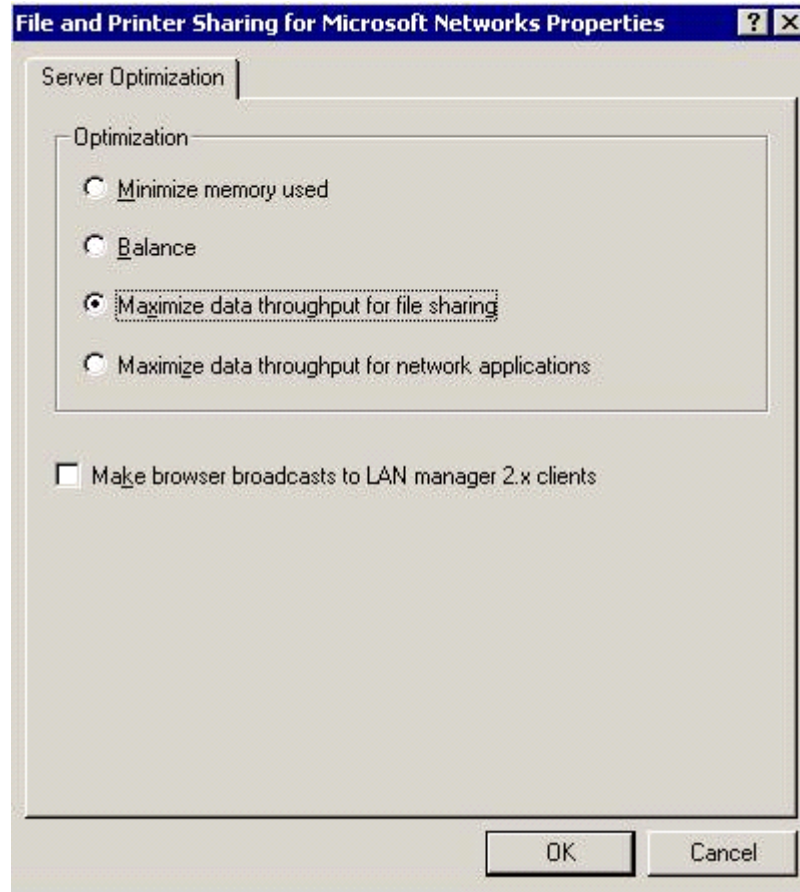 File and Printer Sharing for Microsoft Networks Properties
Server Optimization
Optimization
Minimize memory used
Balance
Maximize data throughput for file sharing
Maximize data throughput for network applications
Make browser broadcasts to LAN manager 2.x clients
OK
Cancel